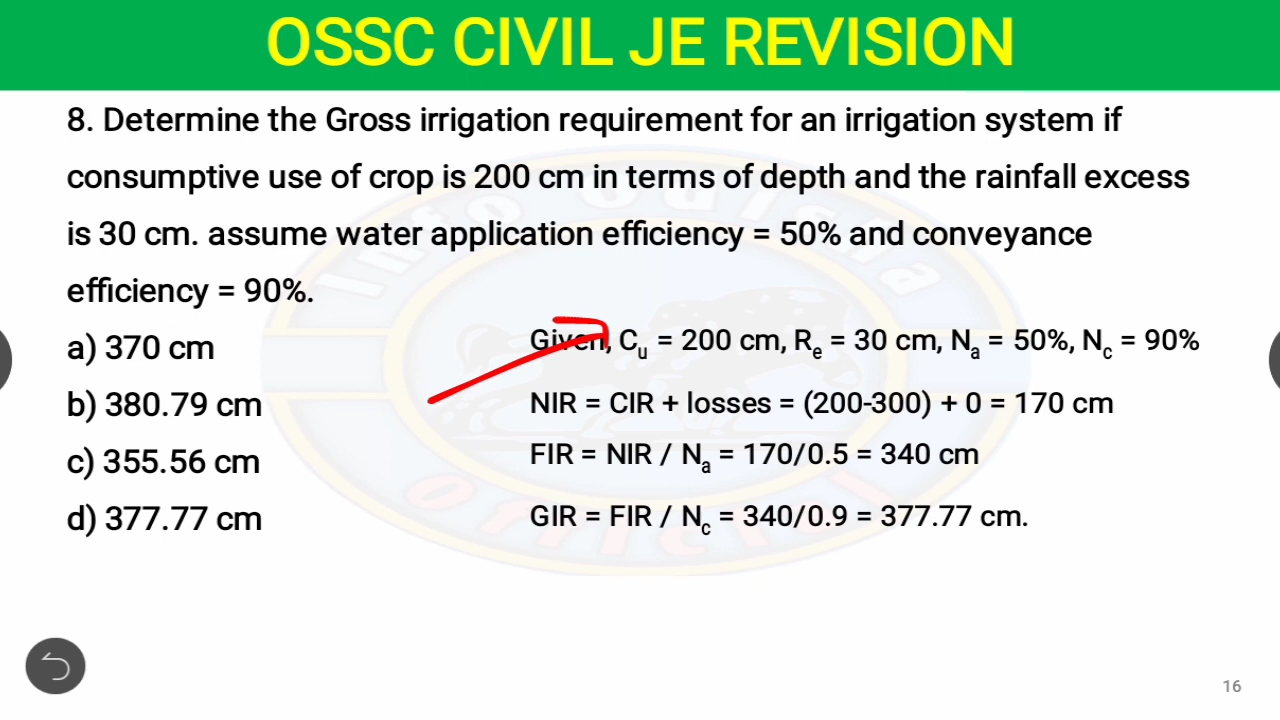 OSSC CIVIL JE REVISION
8. Determine the Gross irrigation requirement for an irrigation system if
consumptive use of crop is 200 cm in terms of depth and the rainfall excess
is 30 cm. assume water application efficiency = 50% and conveyance
efficiency = 90%.
a) 370 cm
b) 380.79 cm
c) 355.56 cm
d) 377.77 cm
Given, Cu = 200 cm, Re = 30 cm, Na = 50%, Nc = 90%
NIR = CIR + losses = (200-300) + 0 = 170 cm
FIR = NIR / Na = 170/0.5 = 340 cm
GIR = FIR / Nc = 340/0.9 = 377.77 cm.
Info Odisha
Official
16